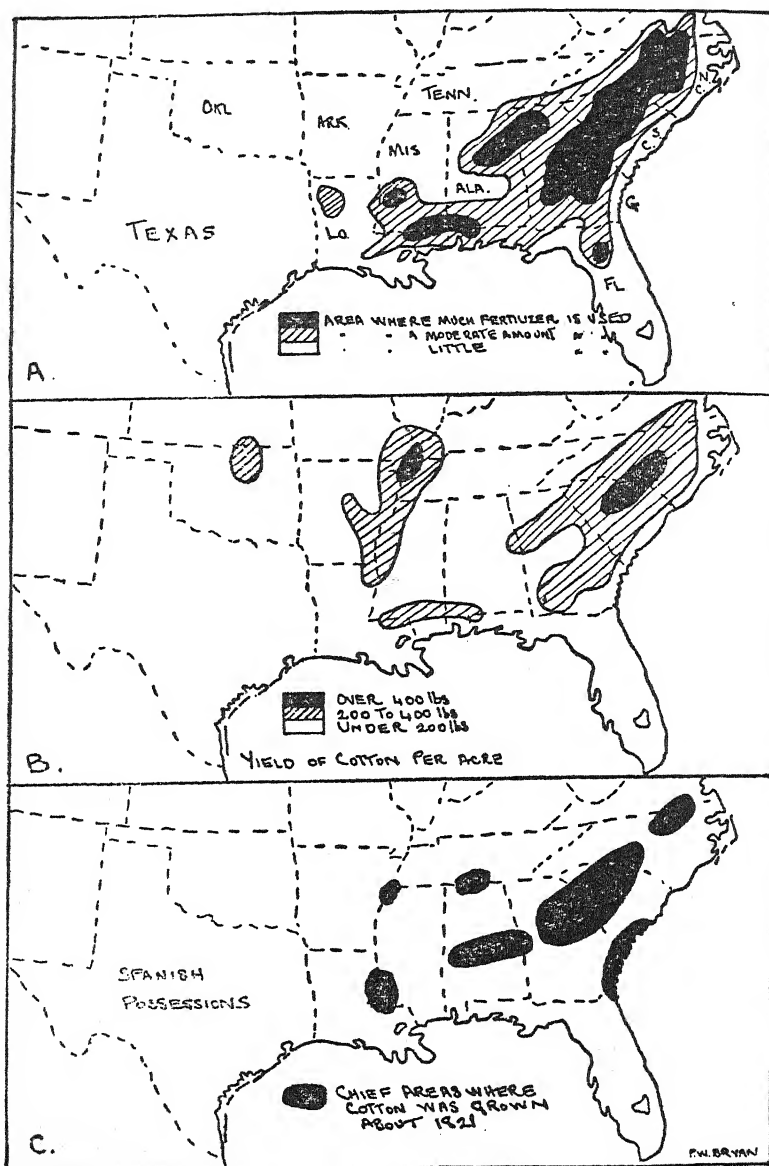 OKL
ARK.
TENN.
MIS
ALA.
N.
C.
S.
C.
G.
TEXAS
LO.
FL
AREA WHERE MUCH FERTILIZER IS USED
" " A MODERATE AMOUNT " "
LITTLE " "
A.
OVER 400 lbs
200 TO 400 lbs
UNDER 200 lbs
B. YIELD OF COTTON PER ACRE
SPANISH
POSSESSIONS
CHIEF AREAS WHERE
COTTON WAS GROWN
ABOUT 1821
C.
P.W. BRYAN